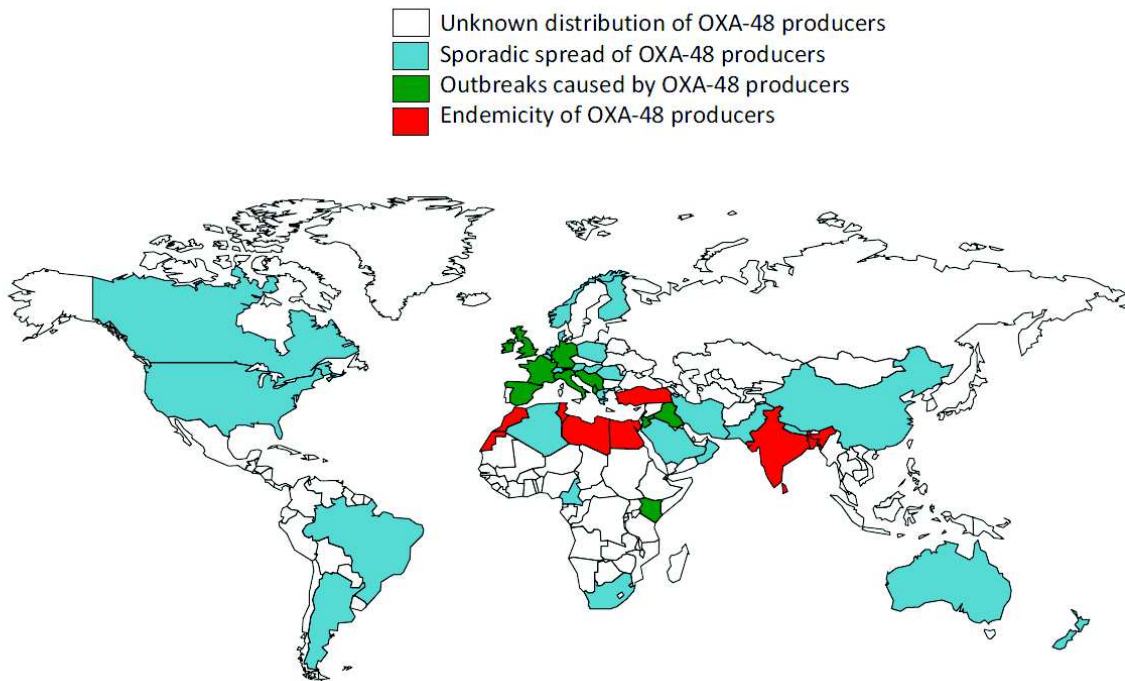 Unknown distribution of OXA-48 producers
Sporadic spread of OXA-48 producers
Outbreaks caused by OXA-48 producers
Endemicity of OXA-48 producers